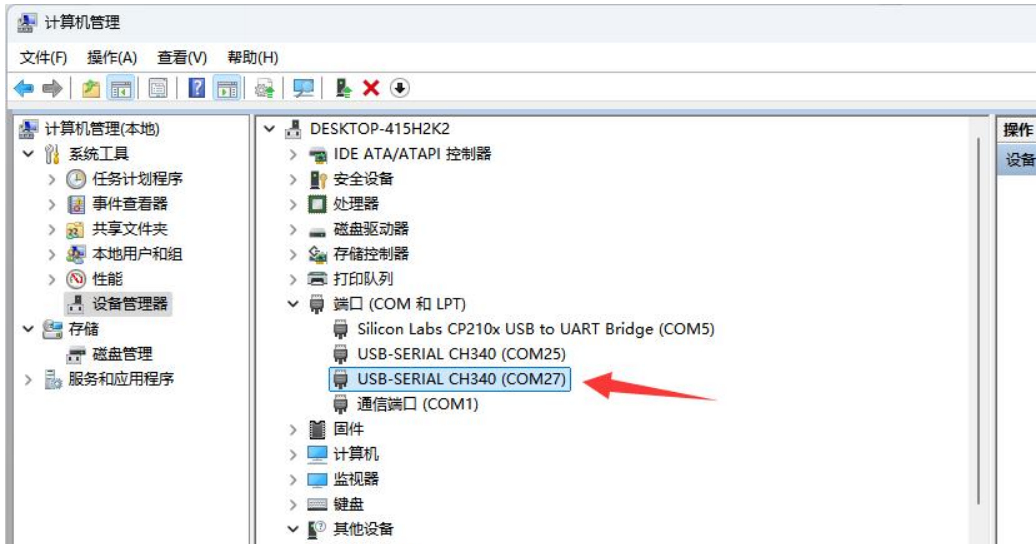 计算机管理
文件(F) 操作(A) 查看(V) 帮助(H)
计算机管理(本地)
系统工具
任务计划程序
事件查看器
共享文件夹
本地用户和组
性能
设备管理器
存储
磁盘管理
服务和应用程序
DESKTOP-415H2K2
IDE ATA/ATAPI 控制器
安全设备
处理器
磁盘驱动器
存储控制器
打印队列
端口 (COM 和 LPT)
Silicon Labs CP210x USB to UART Bridge (COM5)
USB-SERIAL CH340 (COM25)
USB-SERIAL CH340 (COM27)
通信端口 (COM1)
固件
计算机
监视器
键盘
其他设备
操作
设备